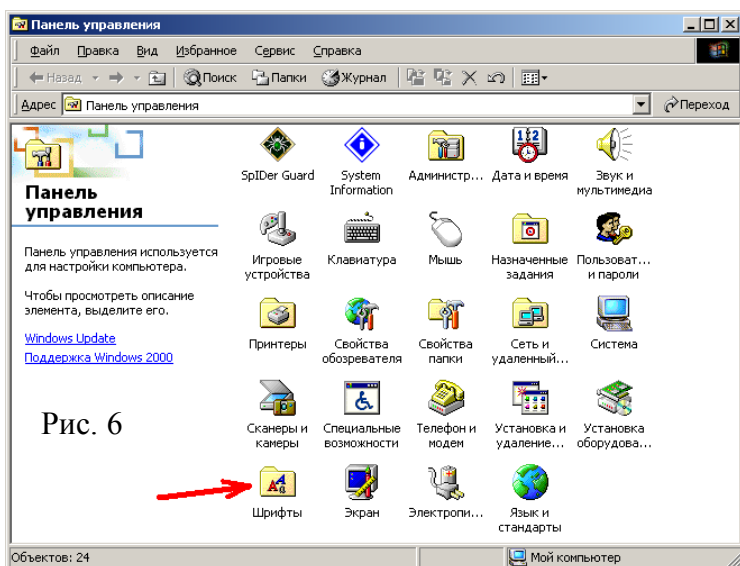 Панель управления
Файл Правка Вид Избранное Сервис Справка
Назад Поиск Папки Журнал
Адрес Панель управления Переход
Панель
управления
Панель управления используется
для настройки компьютера.
Чтобы просмотреть описание
элемента, выделите его.
Windows Update
Поддержка Windows 2000
Рис. 6
SpIDer Guard
System
Information
Администр...
Дата и время
Звук и
мультимедиа
Игровые
устройства
Клавиатура
Мышь
Назначенные
задания
Пользоват...
и пароли
Принтеры
Свойства
обозревателя
Свойства
папки
Сеть и
удаленный...
Система
Сканеры и
камеры
Специальные
возможности
Телефон и
модем
Установка и
удаление...
Установка
оборудова...
Шрифты
Экран
Электропи...
Язык и
стандарты
Объектов: 24
Мой компьютер